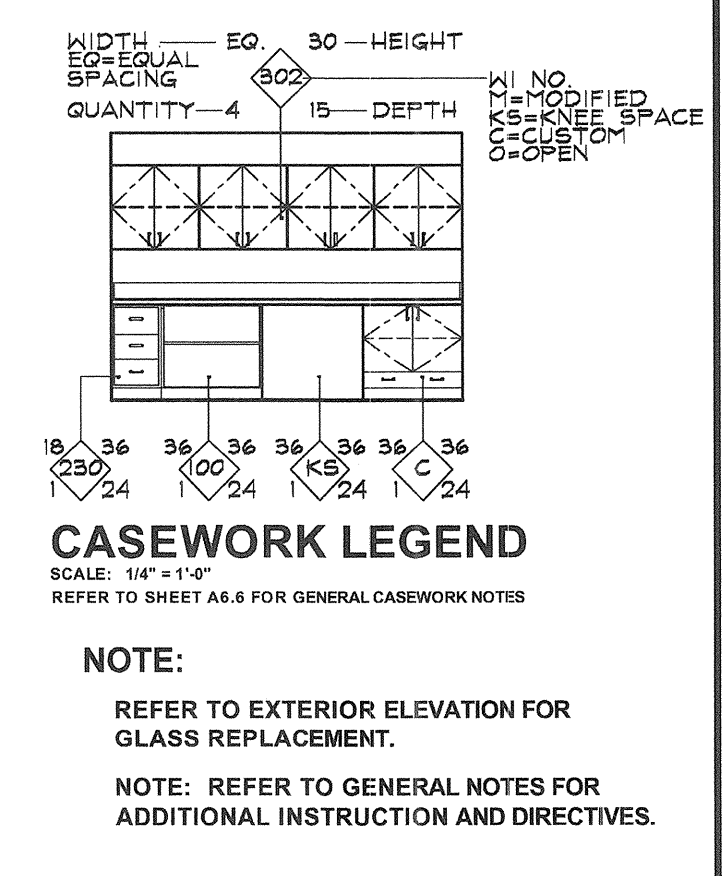 WIDTH EQ. 30 HEIGHT
EQ=EQUAL
SPACING
302
WI NO.
M=MODIFIED
KS=KNEE SPACE
C=CUSTOM
O=OPEN
QUANTITY 4 15 DEPTH
18 36 36 36 36 36 36 36
230 100 KS C
1 24 1 24 1 24 1 24
CASEWORK LEGEND
SCALE: 1/4" = 1'-0"
REFER TO SHEET A6.6 FOR GENERAL CASEWORK NOTES
NOTE:
REFER TO EXTERIOR ELEVATION FOR
GLASS REPLACEMENT.
NOTE: REFER TO GENERAL NOTES FOR
ADDITIONAL INSTRUCTION AND DIRECTIVES.